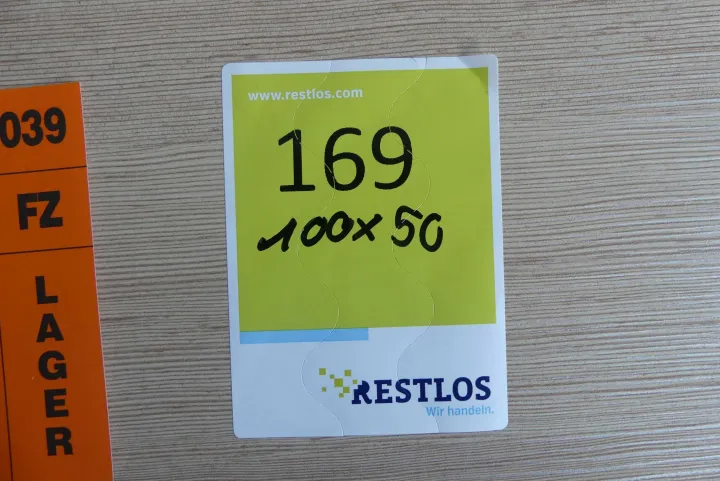 039
FZ
LAGER
www.restlos.com
169
100x50
RESTLOS
Wir handeln.